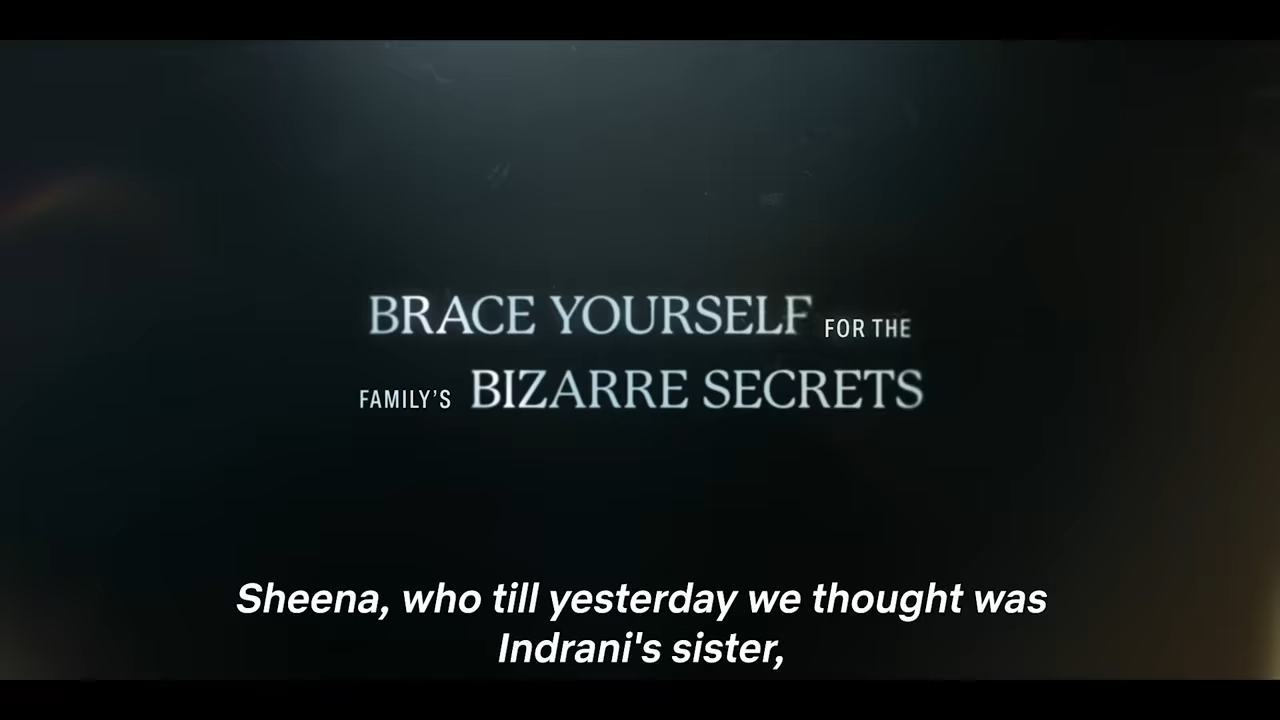 BRACE YOURSELF FOR THE
FAMILY'S BIZARRE SECRETS
Sheena, who till yesterday we thought was
Indrani's sister,